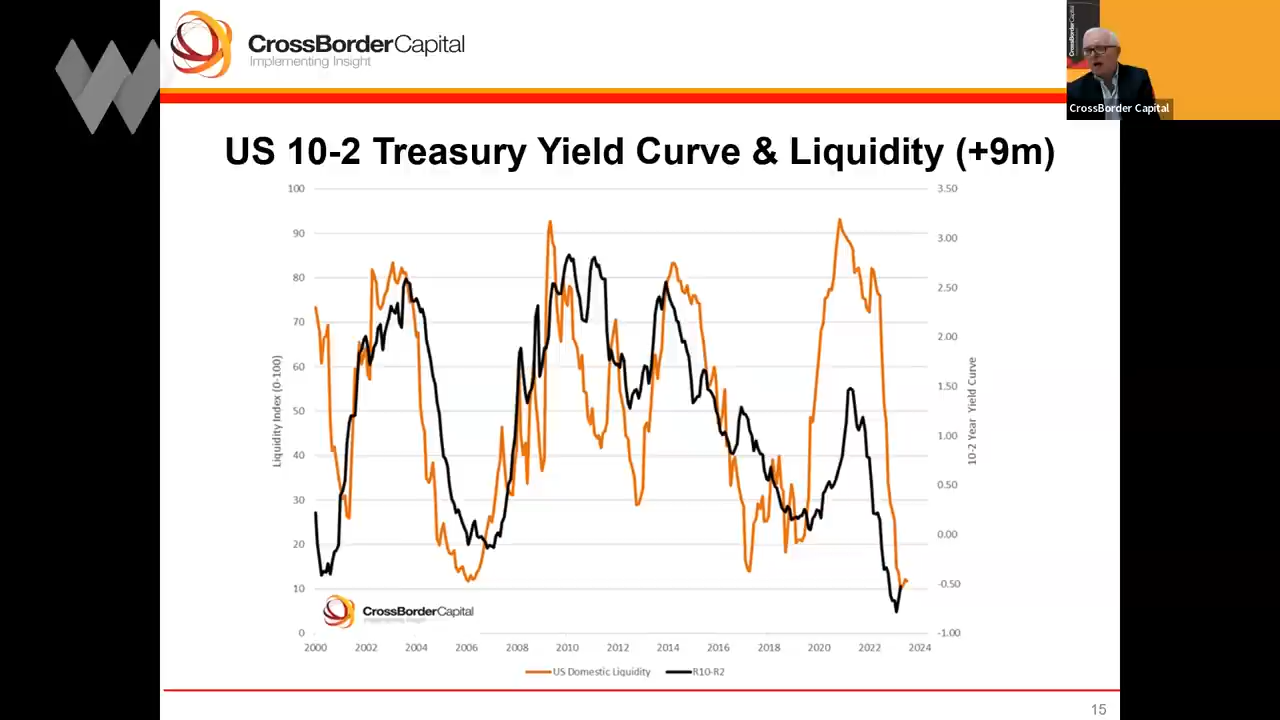 CrossBorderCapital
Implementing Insight
CrossBorderCapital
CrossBorder Capital
US 10-2 Treasury Yield Curve & Liquidity (+9m)
100
90
80
70
60
50
40
30
20
10
0
Liquidity Index (0-100)
3.50
3.00
2.50
2.00
1.50
1.00
0.50
0.00
-0.50
-1.00
10-2 Year Yield Curve
CrossBorderCapital
Implementing Insight
2000 2002 2004 2006 2008 2010 2012 2014 2016 2018 2020 2022 2024
US Domestic Liquidity R10-R2
15